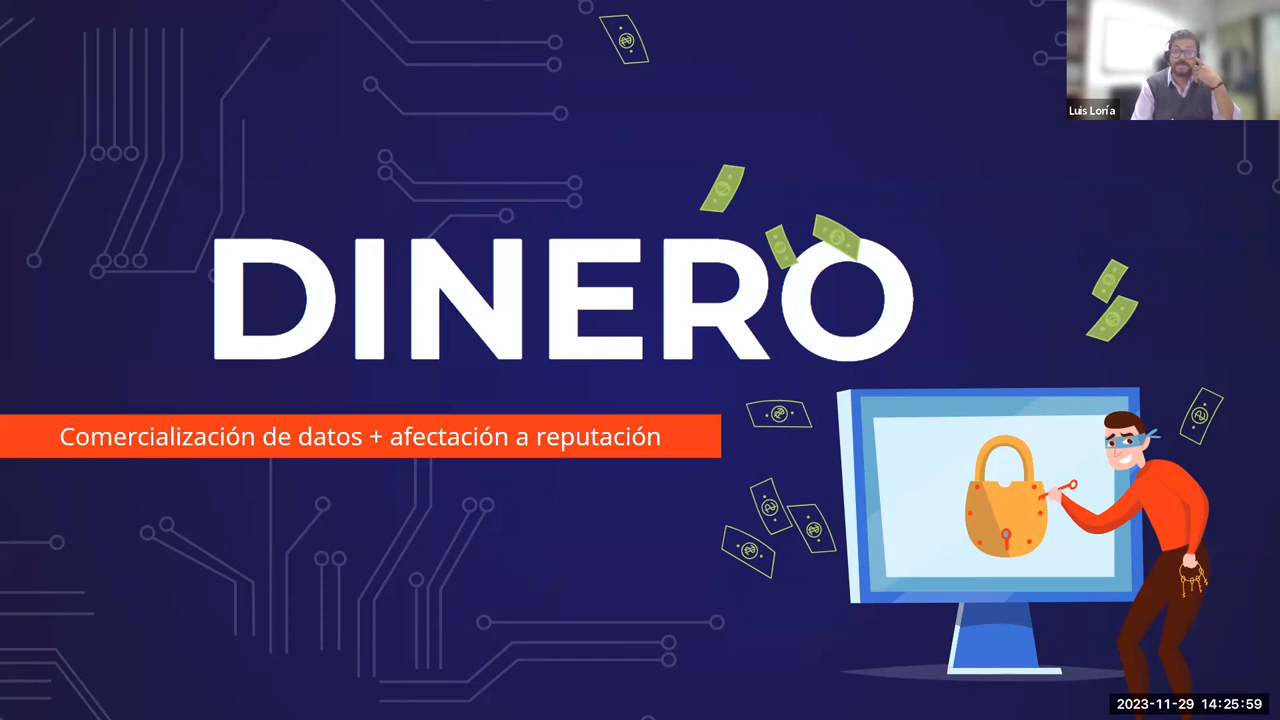 Luis Loría
DINERO
Comercialización de datos + afectación a reputación
2023-11-29 14:25:59